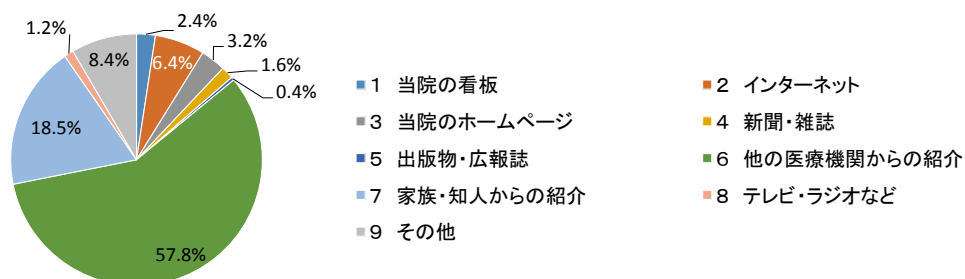 2.4%
3.2%
1.6%
0.4%
6.4%
1.2%
8.4%
18.5%
57.8%
1 当院の看板
2 インターネット
3 当院のホームページ
4 新聞・雑誌
5 出版物・広報誌
6 他の医療機関からの紹介
7 家族・知人からの紹介
8 テレビ・ラジオなど
9 その他